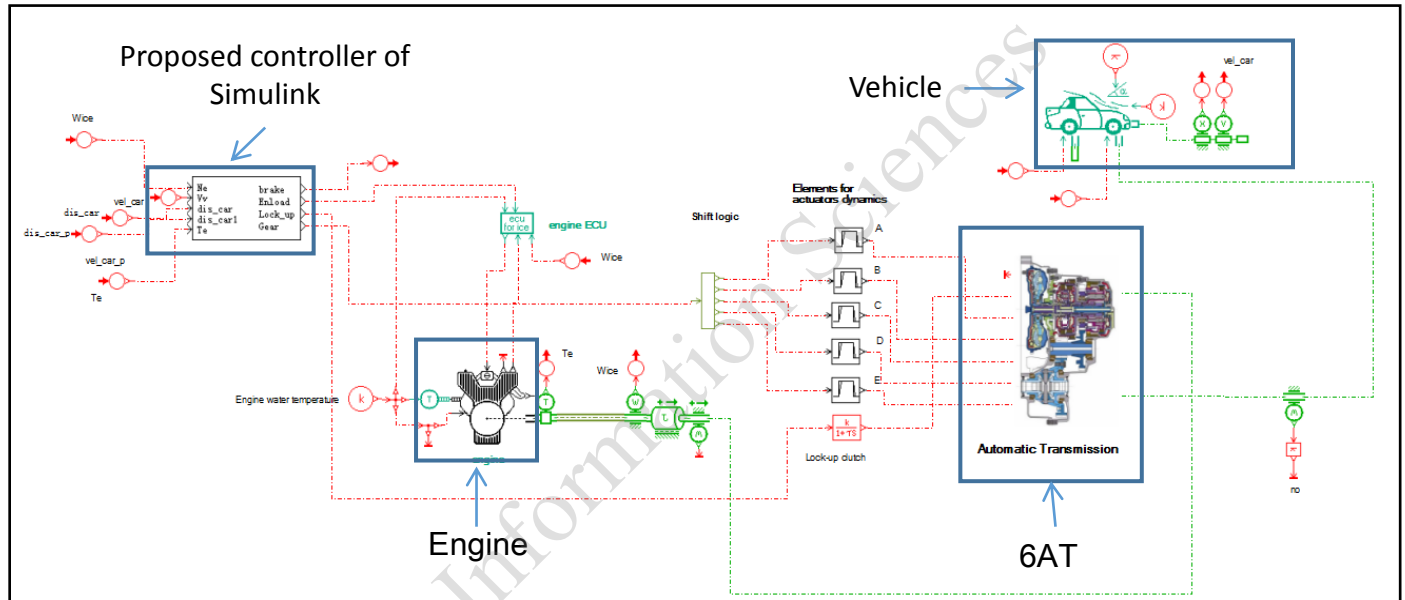 Proposed controller of
Simulink
Vehicle
Engine
6AT
Information Sciences
Wice
vel_car
dis_car
dis_car_p
vel_car_p
Te
Ne
Vv
dis_car
dis_car1
Te
brake
Enload
Lock_up
Gear
ecu
for ice
engine ECU
Wice
Shift logic
Elements for
actuators dynamics
A
B
C
D
E
k
1+τs
Lock-up clutch
Automatic Transmission
Engine water temperature
k
T
engine
Te
T
Wice
W
vel_car
α
k
X
V
no